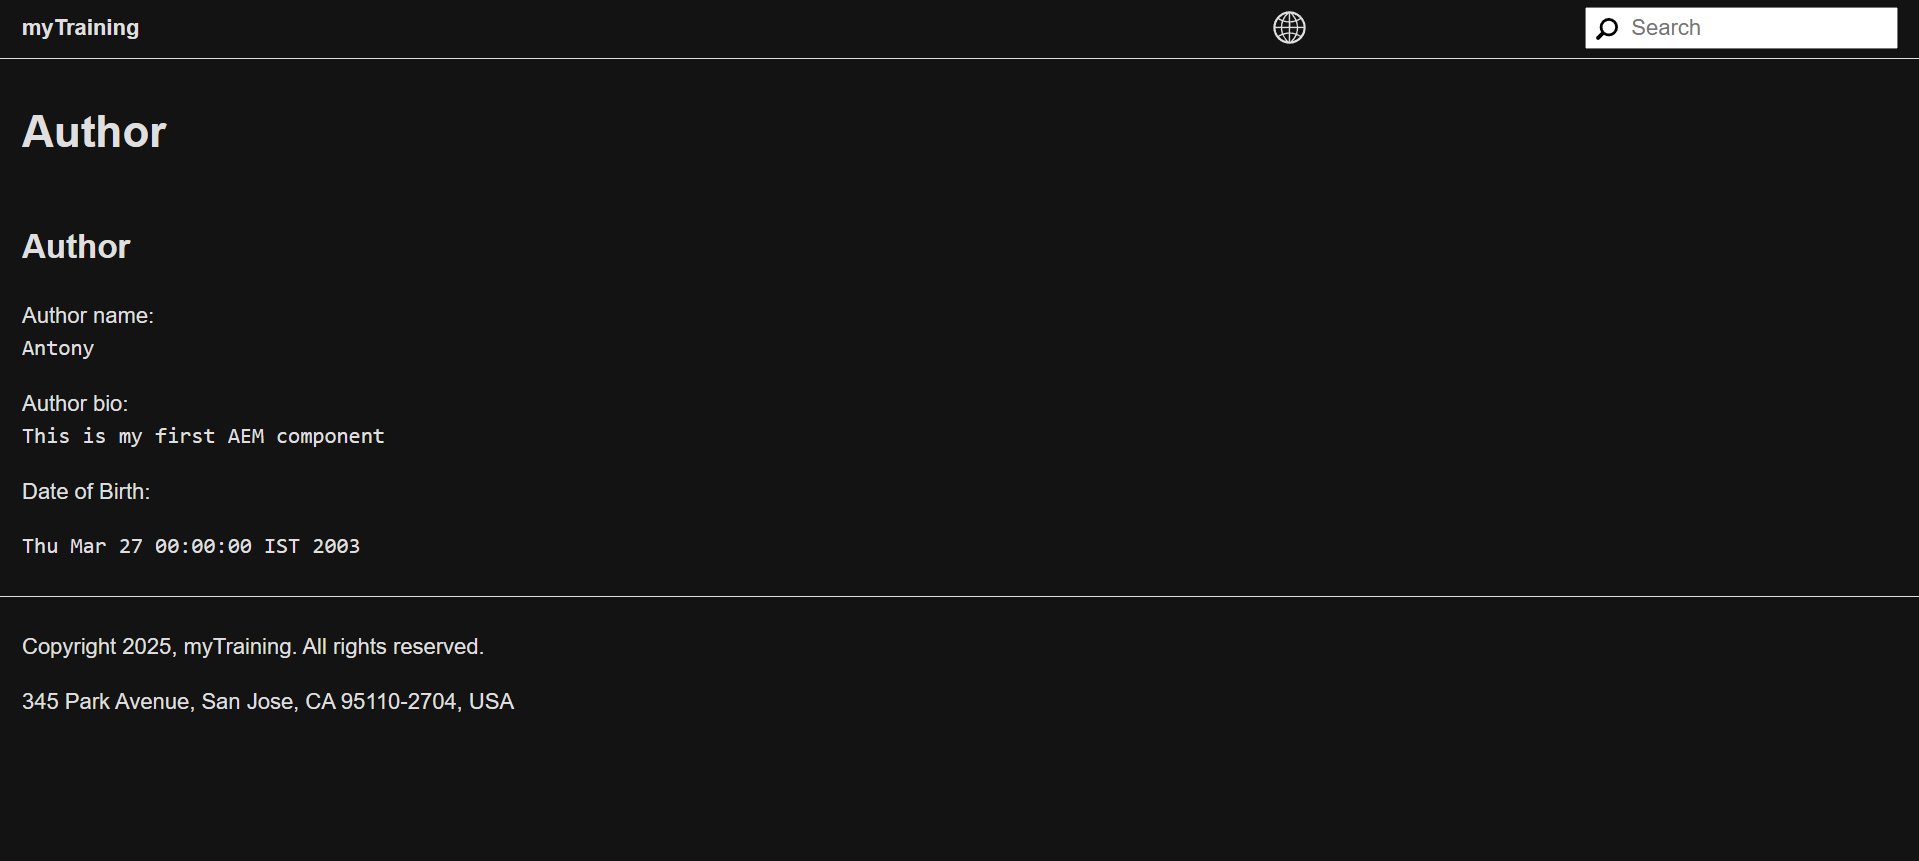 myTraining
Search
Author
Author
Author name:
Antony
Author bio:
This is my first AEM component
Date of Birth:
Thu Mar 27 00:00:00 IST 2003
Copyright 2025, myTraining. All rights reserved.
345 Park Avenue, San Jose, CA 95110-2704, USA